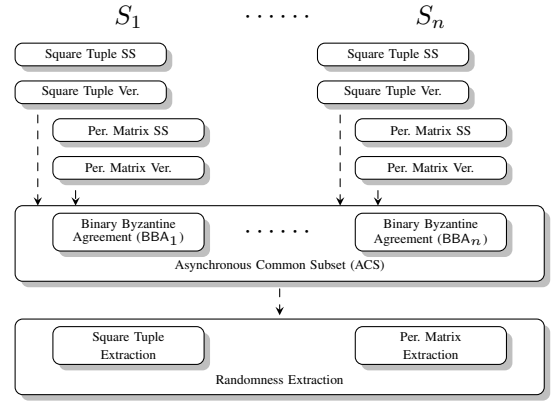 S₁ ······ Sₙ
Square Tuple SS Square Tuple SS
Square Tuple Ver. Square Tuple Ver.
Per. Matrix SS Per. Matrix SS
Per. Matrix Ver. Per. Matrix Ver.
Binary Byzantine Binary Byzantine
Agreement (BBA₁) ······ Agreement (BBAₙ)
Asynchronous Common Subset (ACS)
Square Tuple Per. Matrix
Extraction Extraction
Randomness Extraction